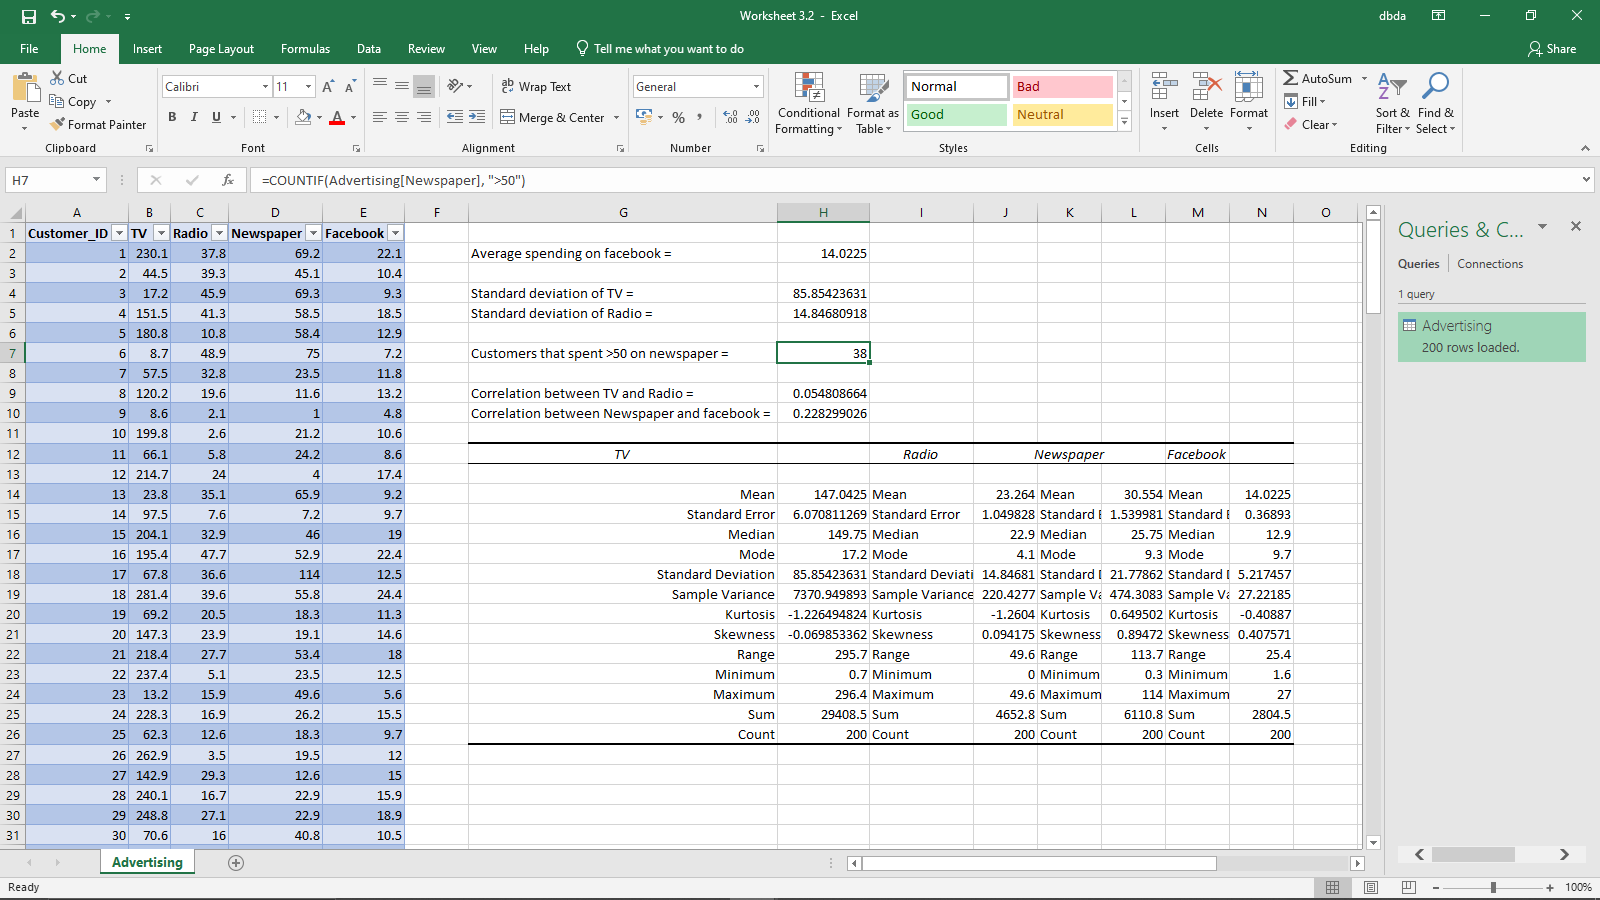 Worksheet 3.2 - Excel
dbda
File Home Insert Page Layout Formulas Data Review View Help Tell me what you want to do Share
Paste
Cut
Copy
Format Painter
Clipboard
Calibri 11
B I U
Font
Wrap Text
Merge & Center
Alignment
General
Number
Conditional Formatting
Format as Table
Normal Bad
Good Neutral
Styles
Insert Delete Format
Cells
AutoSum
Fill
Clear
Sort & Filter
Find & Select
Editing
H7 fx =COUNTIF(Advertising[Newspaper], ">50")
A B C D E F G H I J K L M N O
1 Customer_ID TV Radio Newspaper Facebook
2 1 230.1 37.8 69.2 22.1 Average spending on facebook = 14.0225
3 2 44.5 39.3 45.1 10.4
4 3 17.2 45.9 69.3 9.3 Standard deviation of TV = 85.85423631
5 4 151.5 41.3 58.5 18.5 Standard deviation of Radio = 14.84680918
6 5 180.8 10.8 58.4 12.9
7 6 8.7 48.9 75 7.2 Customers that spent >50 on newspaper = 38
8 7 57.5 32.8 23.5 11.8
9 8 120.2 19.6 11.6 13.2 Correlation between TV and Radio = 0.054808664
10 9 8.6 2.1 1 4.8 Correlation between Newspaper and facebook = 0.228299026
11 10 199.8 2.6 21.2 10.6
12 11 66.1 5.8 24.2 8.6 TV Radio Newspaper Facebook
13 12 214.7 24 4 17.4
14 13 23.8 35.1 65.9 9.2 Mean 147.0425 Mean 23.264 Mean 30.554 Mean 14.0225
15 14 97.5 7.6 7.2 9.7 Standard Error 6.070811269 Standard Error 1.049828 Standard E 1.539981 Standard E 0.36893
16 15 204.1 32.9 46 19 Median 149.75 Median 22.9 Median 25.75 Median 12.9
17 16 195.4 47.7 52.9 22.4 Mode 17.2 Mode 4.1 Mode 9.3 Mode 9.7
18 17 67.8 36.6 114 12.5 Standard Deviation 85.85423631 Standard Deviati 14.84681 Standard D 21.77862 Standard D 5.217457
19 18 281.4 39.6 55.8 24.4 Sample Variance 7370.949893 Sample Variance 220.4277 Sample Va 474.3083 Sample Va 27.22185
20 19 69.2 20.5 18.3 11.3 Kurtosis -1.226494824 Kurtosis -1.2604 Kurtosis 0.649502 Kurtosis -0.40887
21 20 147.3 23.9 19.1 14.6 Skewness -0.069853362 Skewness 0.094175 Skewness 0.89472 Skewness 0.407571
22 21 218.4 27.7 53.4 18 Range 295.7 Range 49.6 Range 113.7 Range 25.4
23 22 237.4 5.1 23.5 12.5 Minimum 0.7 Minimum 0 Minimum 0.3 Minimum 1.6
24 23 13.2 15.9 49.6 5.6 Maximum 296.4 Maximum 49.6 Maximum 114 Maximum 27
25 24 228.3 16.9 26.2 15.5 Sum 29408.5 Sum 4652.8 Sum 6110.8 Sum 2804.5
26 25 62.3 12.6 18.3 9.7 Count 200 Count 200 Count 200 Count 200
27 26 262.9 3.5 19.5 12
28 27 142.9 29.3 12.6 15
29 28 240.1 16.7 22.9 15.9
30 29 248.8 27.1 22.9 18.9
31 30 70.6 16 40.8 10.5
Queries & C...
Queries Connections
1 query
Advertising
200 rows loaded.
Advertising
Ready
100%